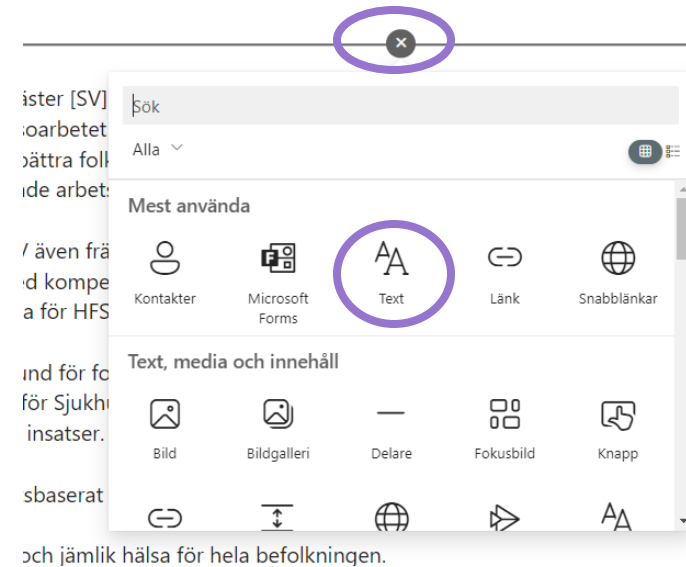 äster [SV]
soarbetet
bättra folk
nde arbets
V även frä
ed kompe
a för HFS
und för fo
för Sjukhu
insatser.
sbaserat
och jämlik hälsa för hela befolkningen.
Sök
Alla
Mest använda
Kontakter
Microsoft
Forms
Text
Länk
Snabblänkar
Text, media och innehåll
Bild
Bildgalleri
Delare
Fokusbild
Knapp